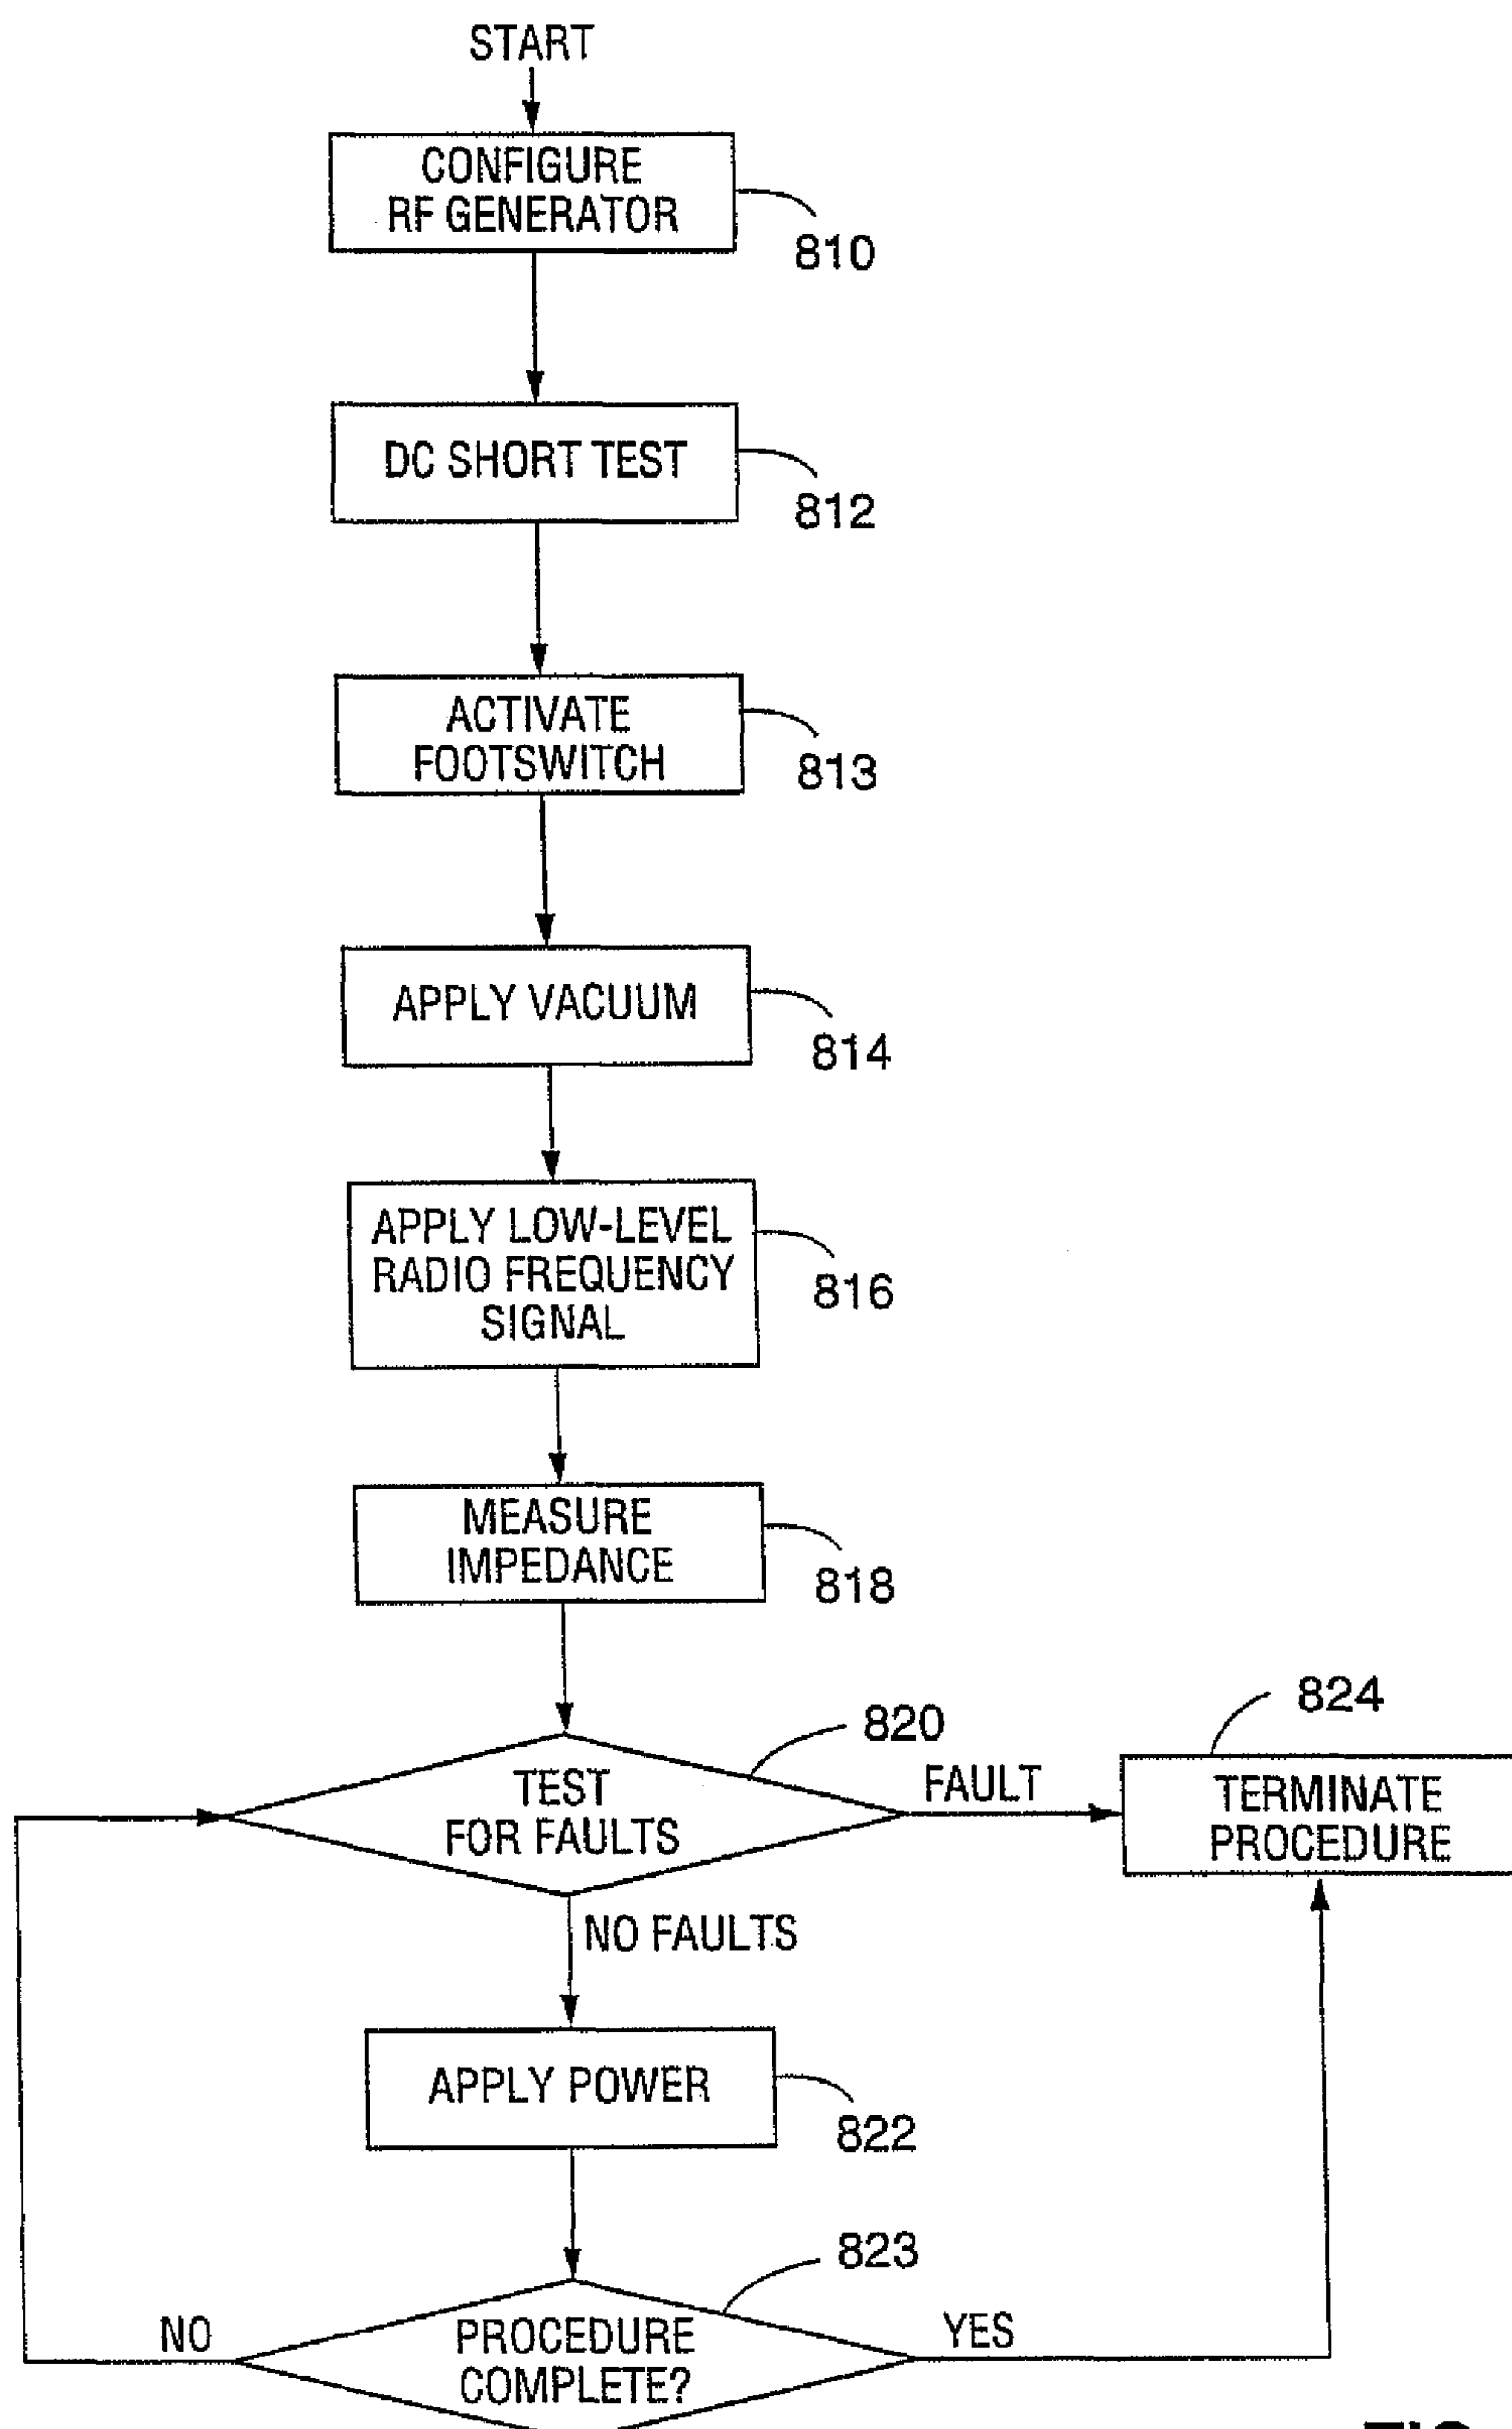 START
CONFIGURE
RF GENERATOR
810
DC SHORT TEST
812
ACTIVATE
FOOTSWITCH
813
APPLY VACUUM
814
APPLY LOW-LEVEL
RADIO FREQUENCY
SIGNAL
816
MEASURE
IMPEDANCE
818
820
824
TEST
FOR FAULTS
FAULT
TERMINATE
PROCEDURE
NO FAULTS
APPLY POWER
822
823
NO
PROCEDURE
COMPLETE?
YES